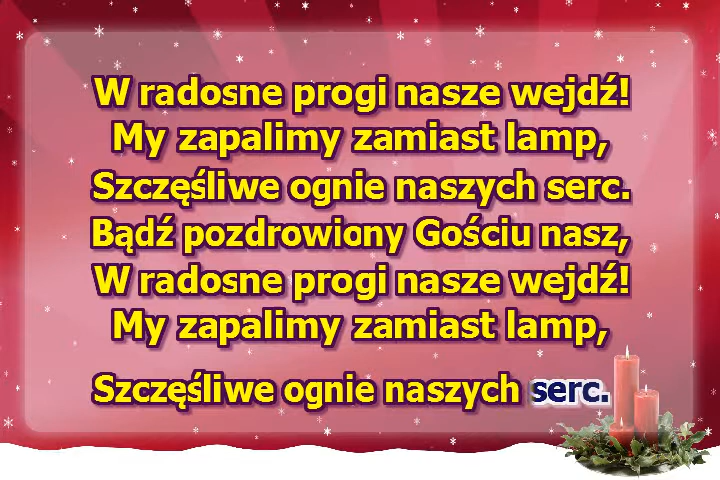 W radosne progi nasze wejdź!
My zapalimy zamiast lamp,
Szczęśliwe ognie naszych serc.
Bądź pozdrowiony Gościu nasz,
W radosne progi nasze wejdź!
My zapalimy zamiast lamp,
Szczęśliwe ognie naszych serc.